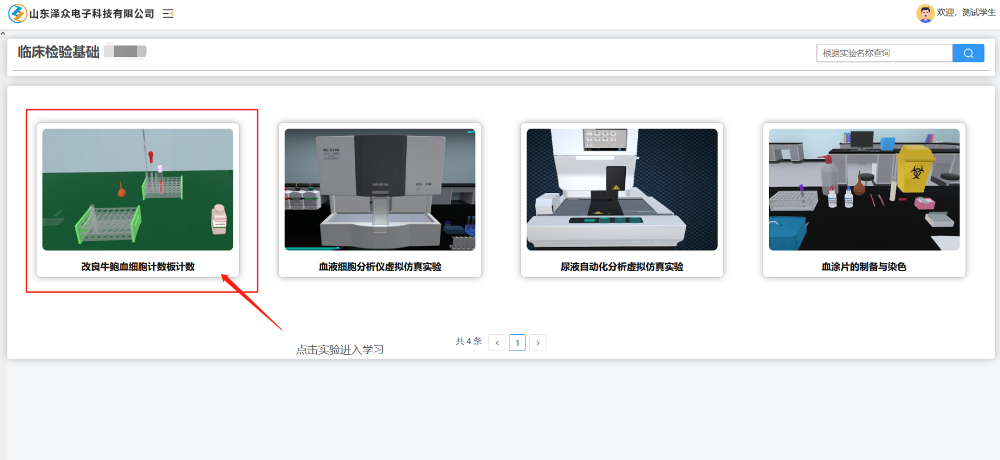 山东泽众电子科技有限公司
欢迎，测试学生
临床检验基础
根据实验名称查询
BC-5390
mindray
改良牛鲍血细胞计数板计数
血液细胞分析仪虚拟仿真实验
尿液自动化分析虚拟仿真实验
血涂片的制备与染色
共 4 条
1
点击实验进入学习